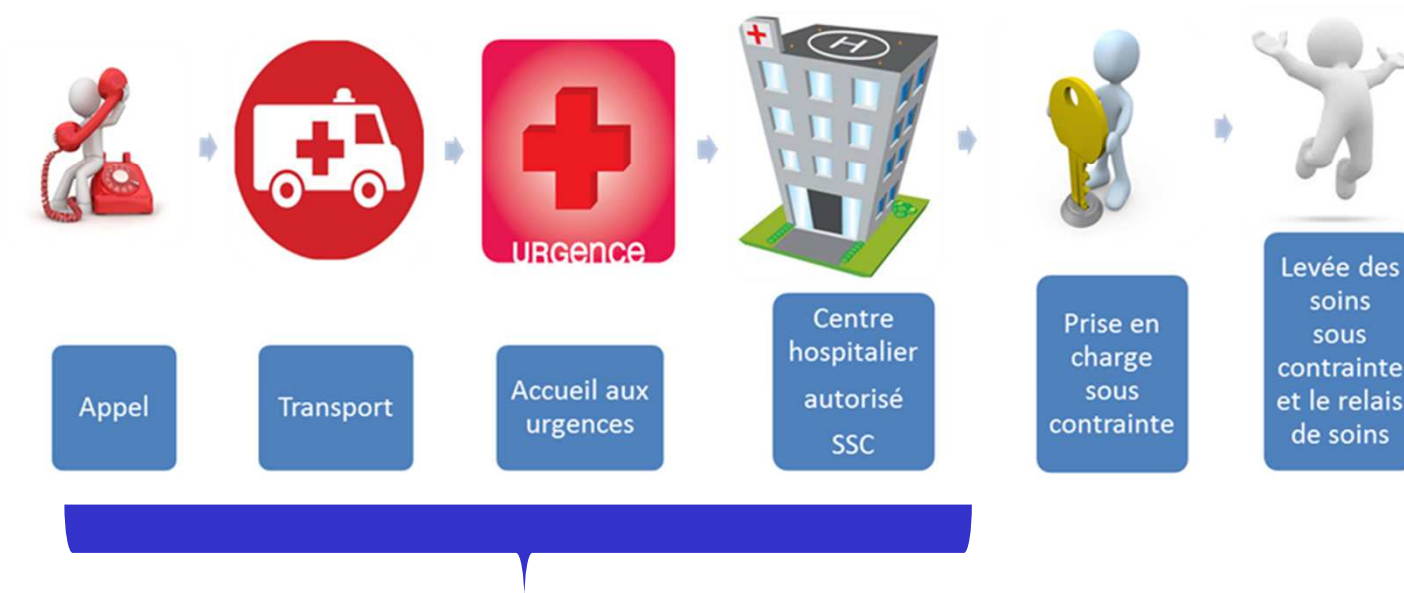 H
URGENCE
Appel
Transport
Accueil aux
urgences
Centre
hospitalier
autorisé
SSC
Prise en
charge
sous
contrainte
Levée des
soins
sous
contrainte
et le relais
de soins